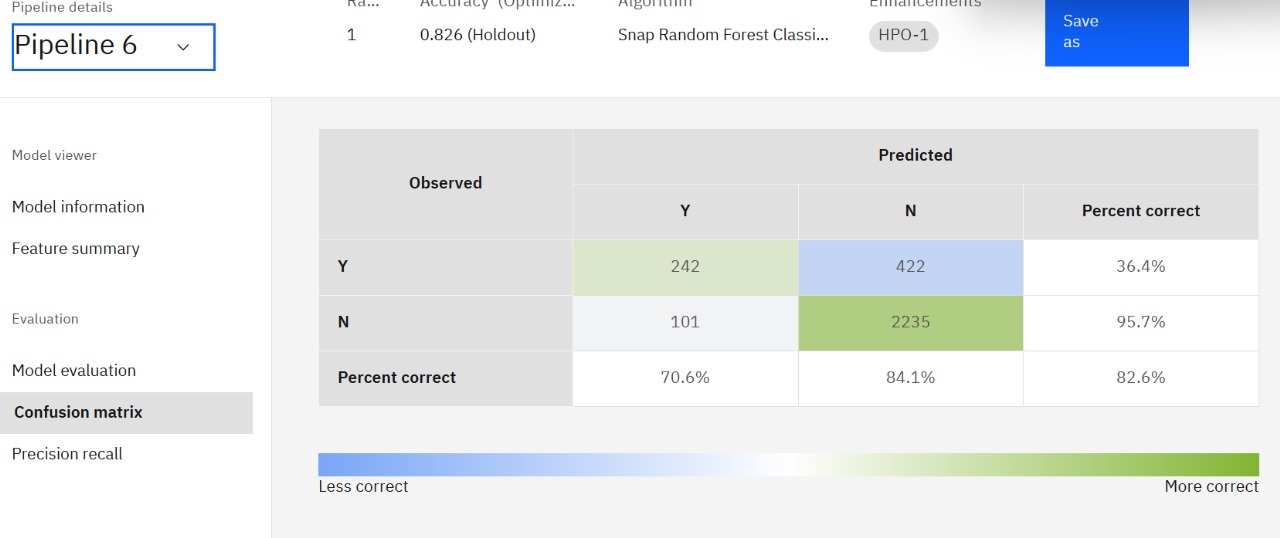 Pipeline details
Pipeline 6
Ra... Accuracy (Optimiz... Algorithm Enhancements
1 0.826 (Holdout) Snap Random Forest Classi... HPO-1
Save
as
Model viewer
Model information
Feature summary
Evaluation
Model evaluation
Confusion matrix
Precision recall
Observed Predicted
Y N Percent correct
Y 242 422 36.4%
N 101 2235 95.7%
Percent correct 70.6% 84.1% 82.6%
Less correct More correct